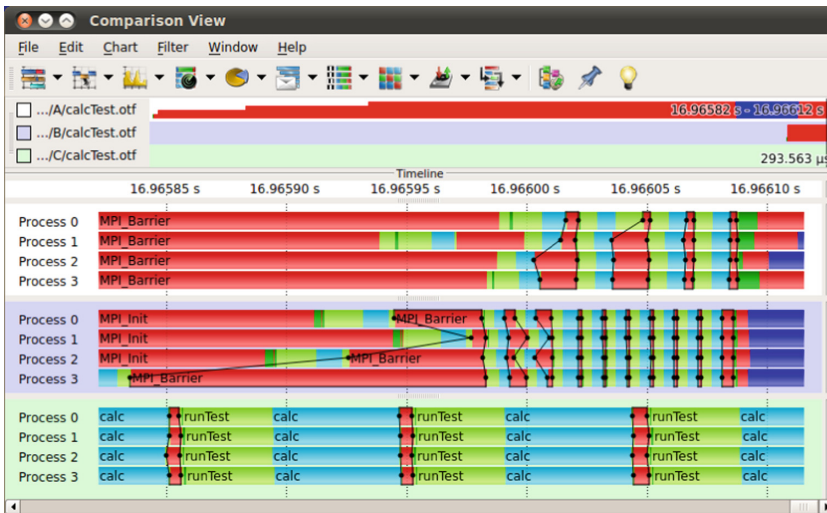 Comparison View
File Edit Chart Filter Window Help
.../A/calcTest.otf
16.96582 s - 16.96612 s
.../B/calcTest.otf
.../C/calcTest.otf
293.563 µs
Timeline
16.96585 s 16.96590 s 16.96595 s 16.96600 s 16.96605 s 16.96610 s
Process 0 MPI_Barrier
Process 1 MPI_Barrier
Process 2 MPI_Barrier
Process 3 MPI_Barrier
Process 0 MPI_Init MPI_Barrier
Process 1 MPI_Init
Process 2 MPI_Init MPI_Barrier
Process 3 MPI_Barrier
Process 0 calc runTest calc runTest calc runTest calc
Process 1 calc runTest calc runTest calc runTest calc
Process 2 calc runTest calc runTest calc runTest calc
Process 3 calc runTest calc runTest calc runTest calc